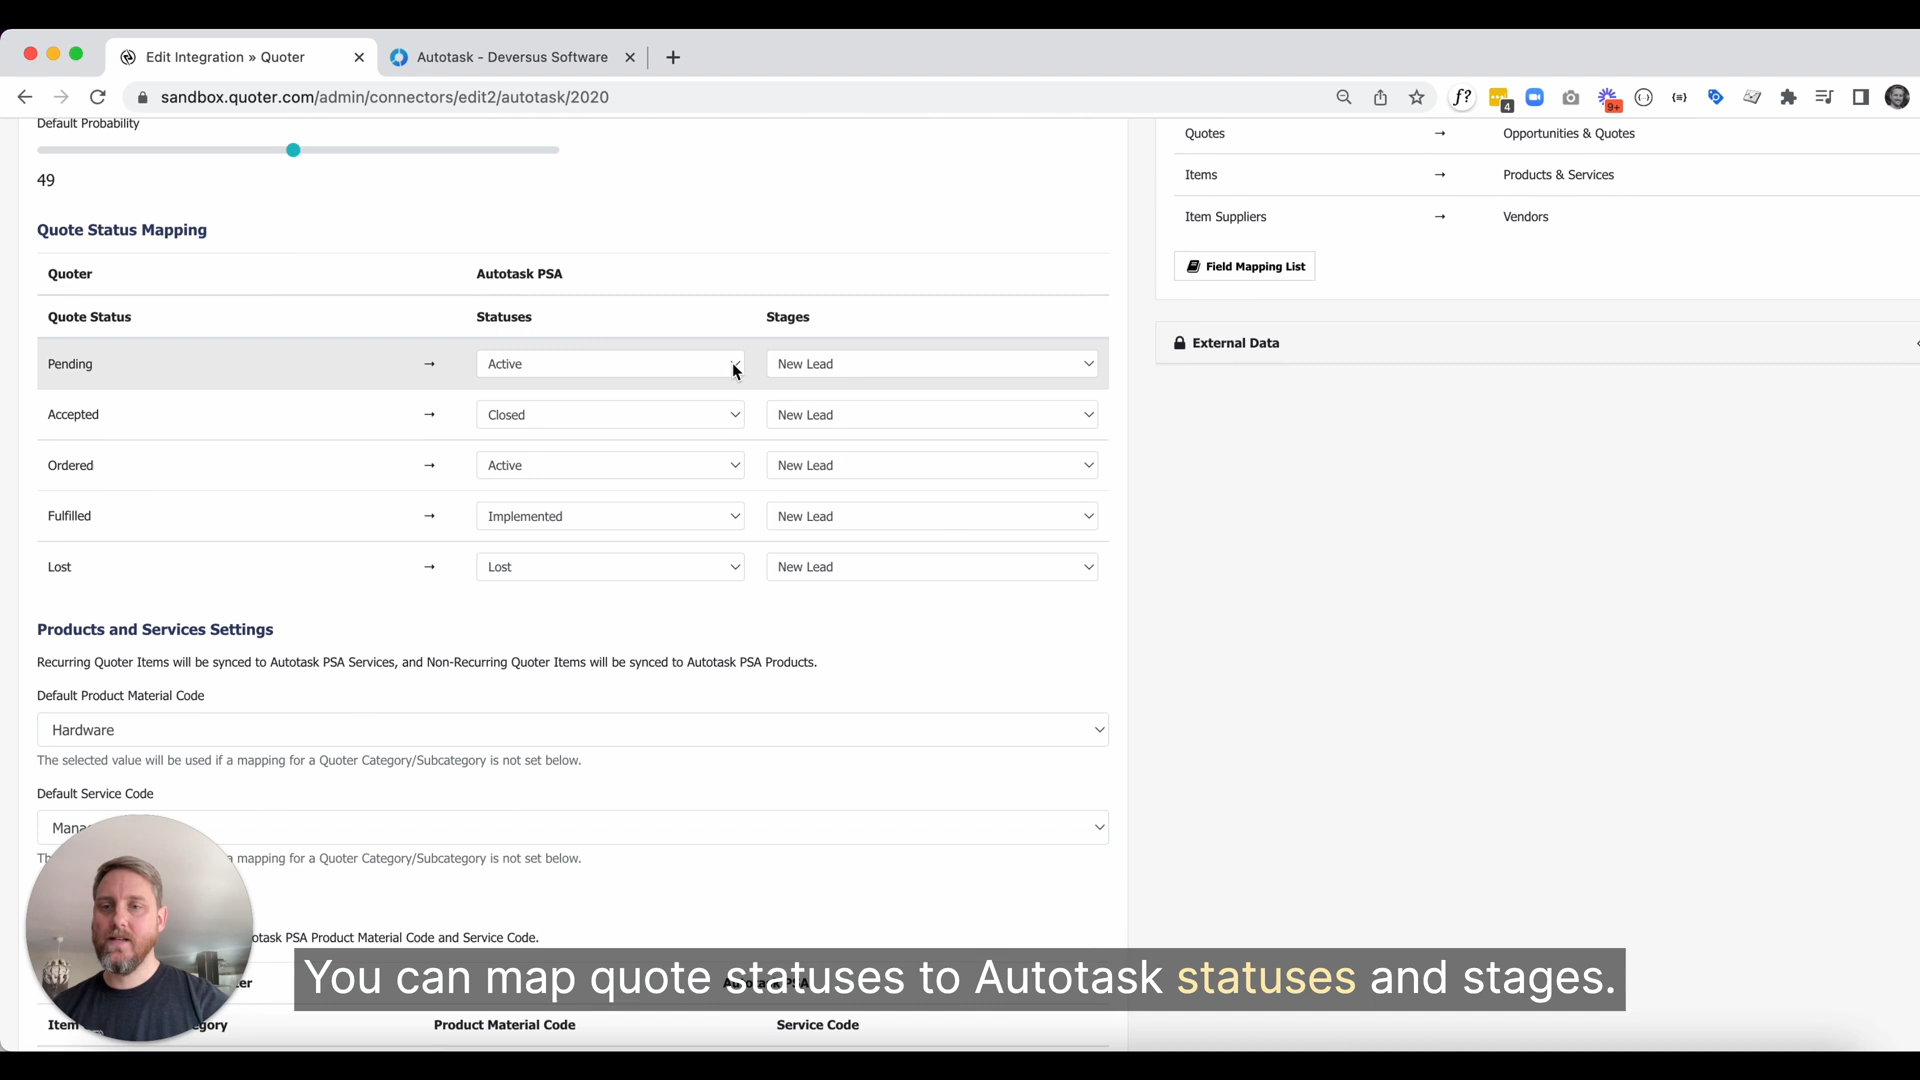 Edit Integration » Quoter
Autotask - Deversus Software
sandbox.quoter.com/admin/connectors/edit2/autotask/2020
f?
4
9+
Default Probability
49
Quotes → Opportunities & Quotes
Items → Products & Services
Item Suppliers → Vendors
Field Mapping List
External Data
Quote Status Mapping
Quoter Autotask PSA
Quote Status Statuses Stages
Pending → Active New Lead
Accepted → Closed New Lead
Ordered → Active New Lead
Fulfilled → Implemented New Lead
Lost → Lost New Lead
Products and Services Settings
Recurring Quoter Items will be synced to Autotask PSA Services, and Non-Recurring Quoter Items will be synced to Autotask PSA Products.
Default Product Material Code
Hardware
The selected value will be used if a mapping for a Quoter Category/Subcategory is not set below.
Default Service Code
mapping for a Quoter Category/Subcategory is not set below.
PSA Product Material Code and Service Code.
You can map quote statuses to Autotask statuses and stages.
Item Product Material Code Service Code